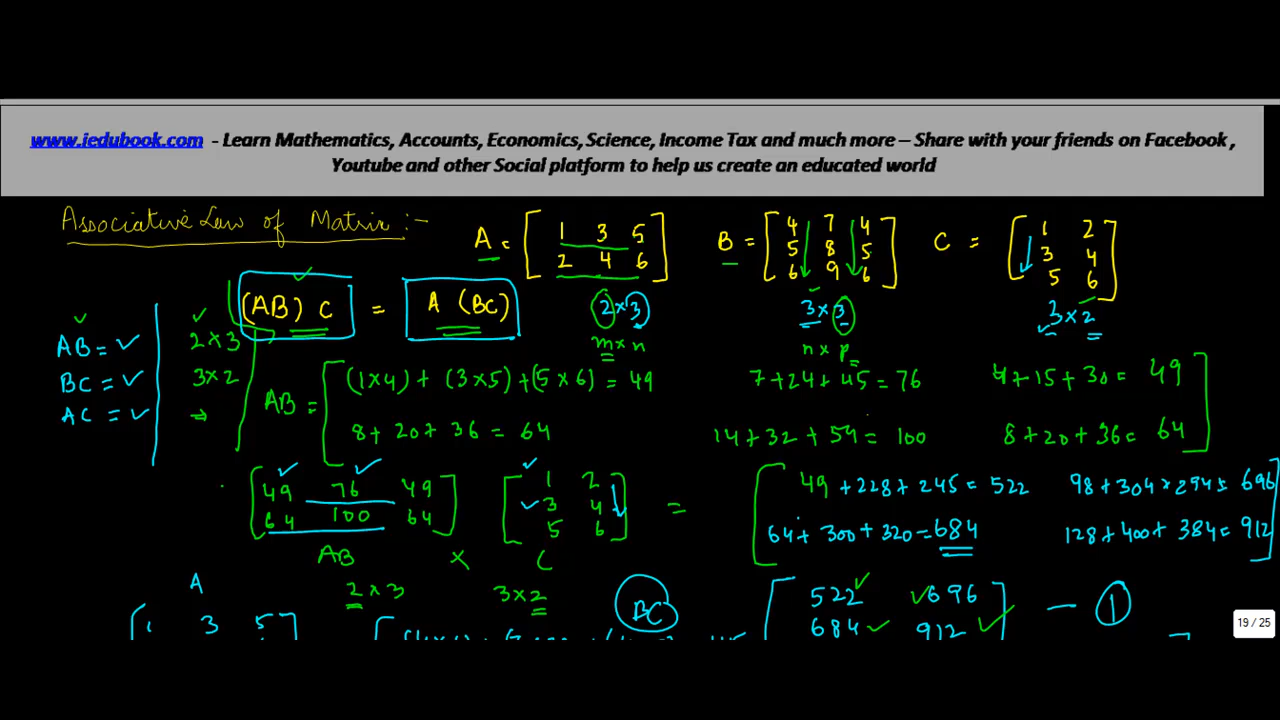 www.iedubook.com - Learn Mathematics, Accounts, Economics, Science, Income Tax and much more – Share with your friends on Facebook ,
Youtube and other Social platform to help us create an educated world
Associative Law of Matrix :-
A = [ 1 3 5
2 4 6 ]
2 × 3
m × n
B = [ 4 7 4
5 8 5
6 9 6 ]
3 × 3
n × p
C = [ 1 2
3 4
5 6 ]
3 × 2
(AB) C = A (BC)
AB = ✓ 2 × 3
BC = ✓ 3 × 2
AC = ✓ ⇒
AB = [ (1×4) + (3×5) + (5×6) = 49 7 + 24 + 45 = 76 4 + 15 + 30 = 49
8 + 20 + 36 = 64 14 + 32 + 54 = 100 8 + 20 + 36 = 64 ]
[ 49 76 49
64 100 64 ]
[ 1 2
3 4
5 6 ]
= [ 49 + 228 + 245 = 522 98 + 304 + 294 = 696
64 + 300 + 320 = 684 128 + 400 + 384 = 912 ]
AB × C
2 × 3 3 × 2
[ 522 696
684 912 ] — 1
A
BC
1 3 5
19 / 25